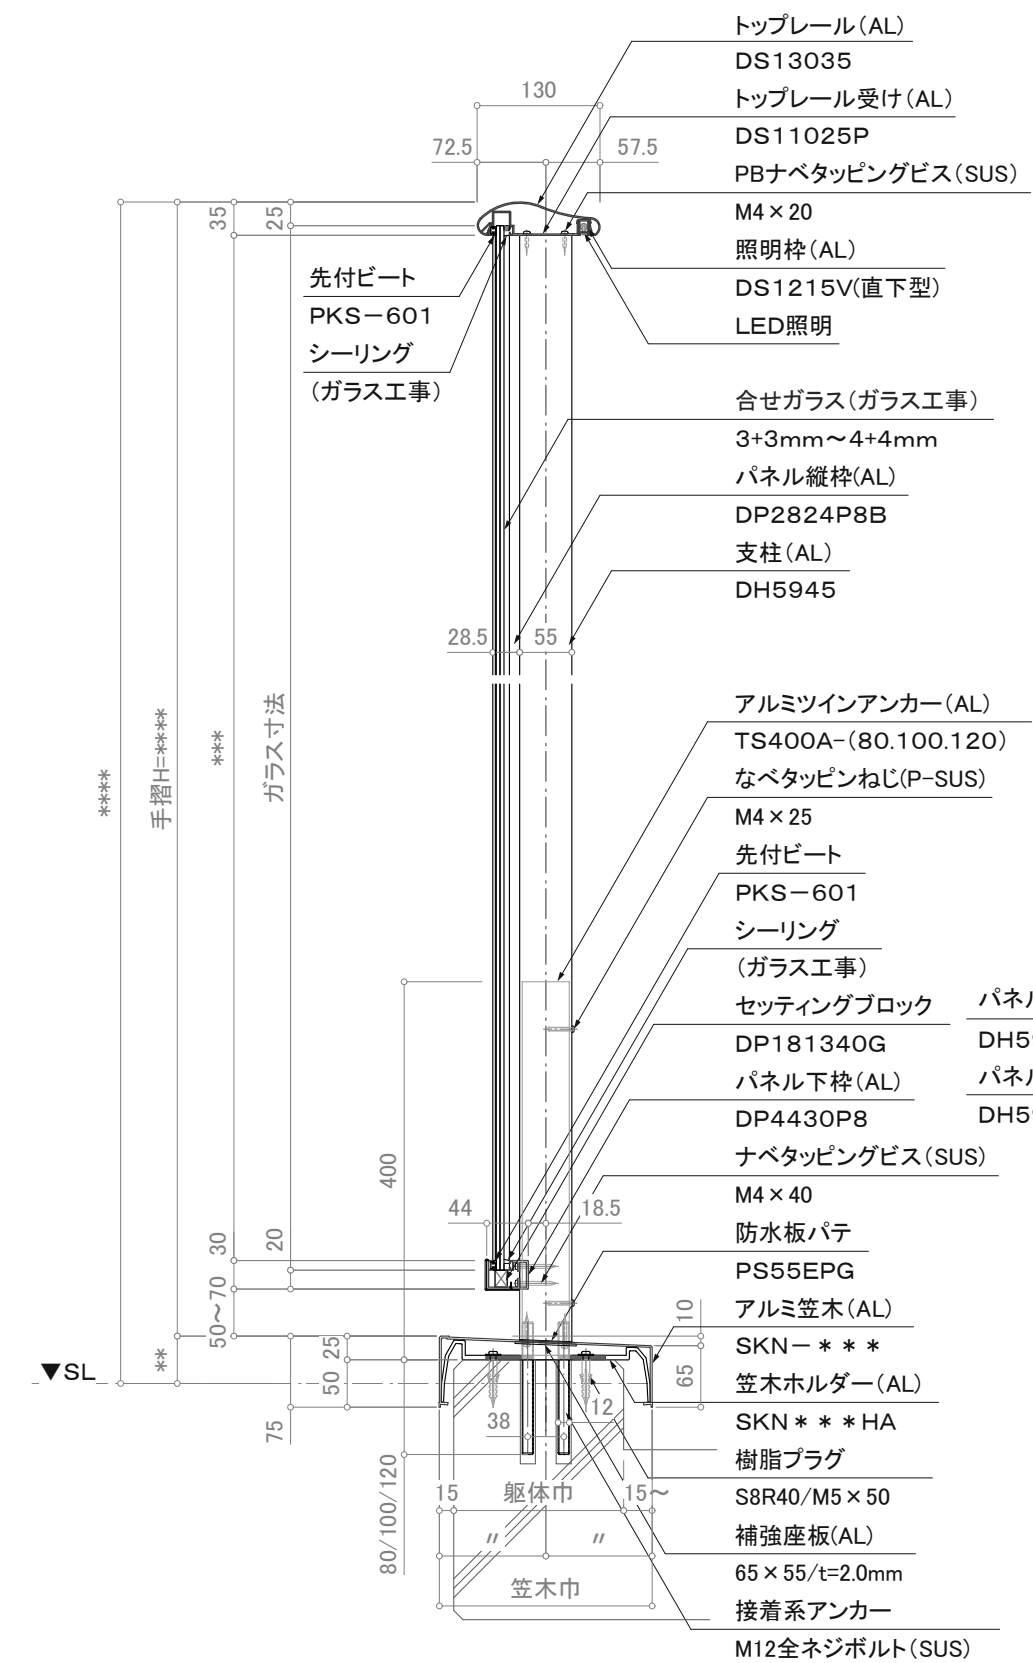 トップレール(AL)
DS13035
トップレール受け(AL)
DS11025P
PBナベタッピングビス(SUS)
M4×20
照明枠(AL)
DS1215V(直下型)
LED照明
130
72.5
57.5
35
25
先付ビート
PKS-601
シーリング
(ガラス工事)
合せガラス(ガラス工事)
3+3mm～4+4mm
パネル縦枠(AL)
DP2824P8B
支柱(AL)
DH5945
28.5
55
****
手摺H=****
***
ガラス寸法
アルミツインアンカー(AL)
TS400A-(80.100.120)
なべタッピンねじ(P-SUS)
M4×25
先付ビート
PKS-601
シーリング
(ガラス工事)
セッティングブロック
DP181340G
パネル下枠(AL)
DP4430P8
ナベタッピングビス(SUS)
M4×40
防水板パテ
PS55EPG
アルミ笠木(AL)
SKN-***
笠木ホルダー(AL)
SKN***HA
樹脂プラグ
S8R40/M5×50
補強座板(AL)
65×55/t=2.0mm
接着系アンカー
M12全ネジボルト(SUS)
パネル
DH5
パネル
DH5
400
44
18.5
30
20
50～70
**
25
50
75
10
65
▼SL
38
12
80/100/120
15
躯体巾
15～
〃
〃
笠木巾